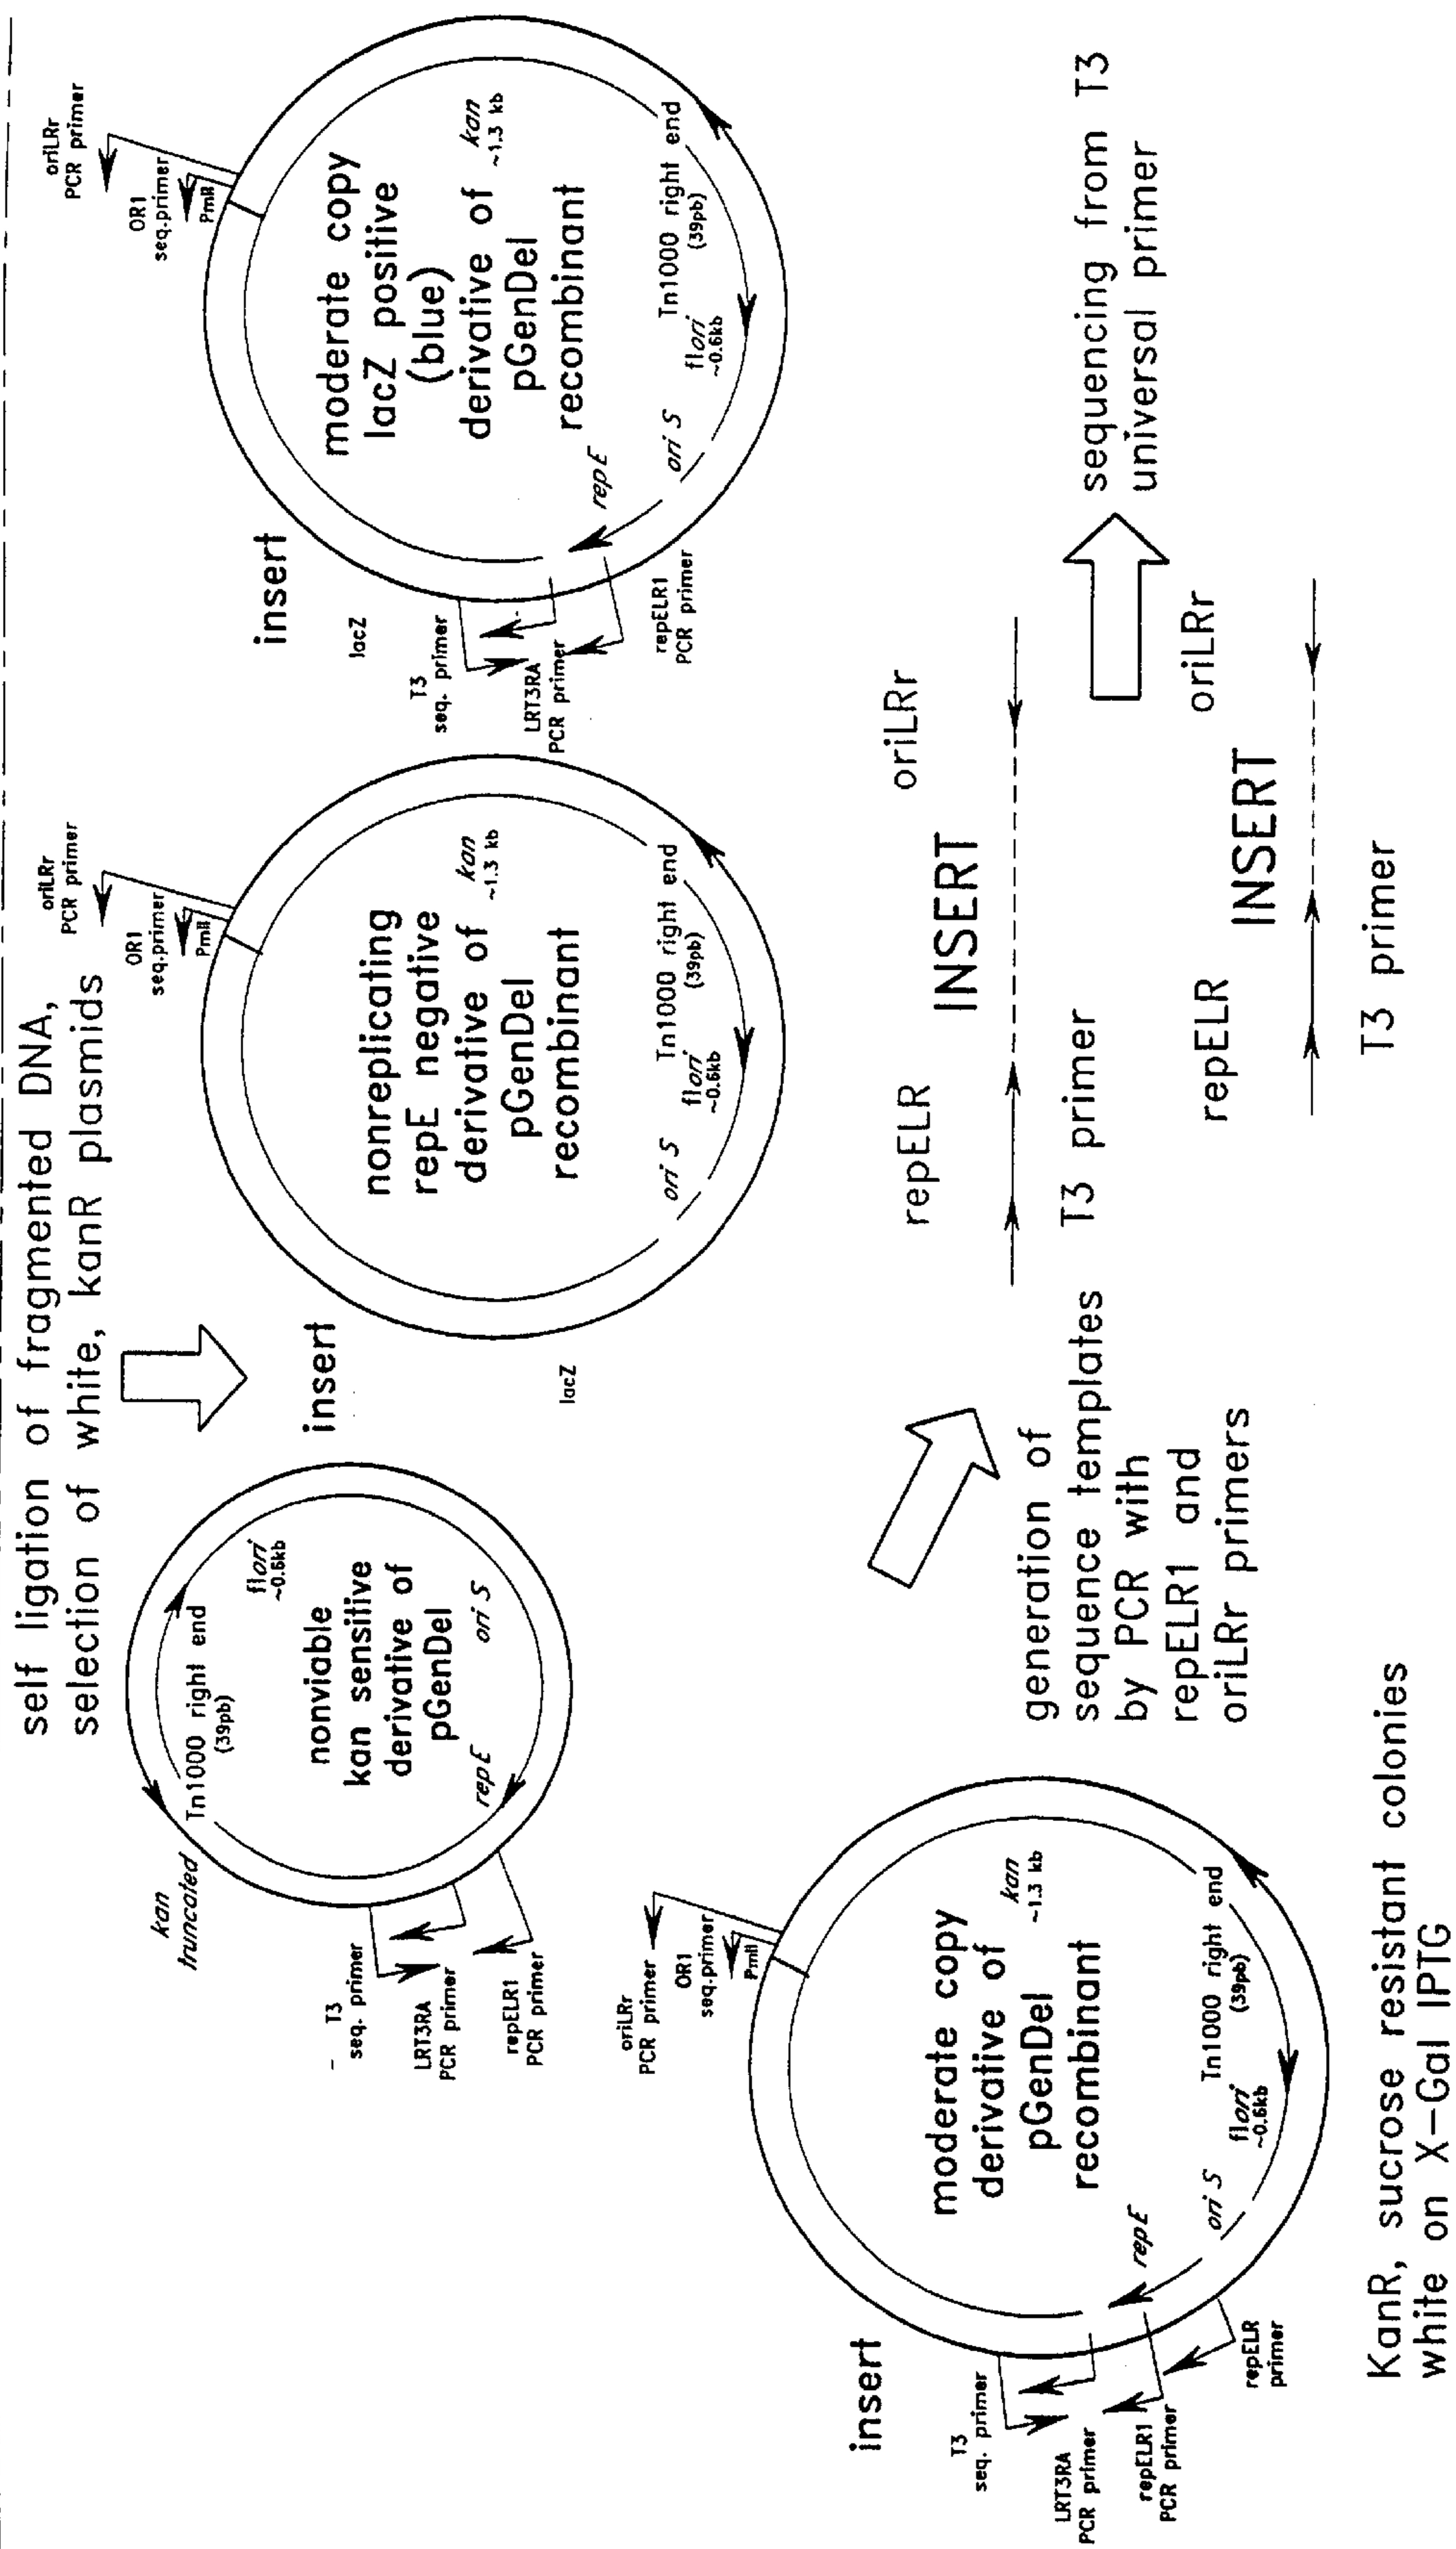 self ligation of fragmented DNA,
selection of white, kanR plasmids
kan
truncated
Tn1000 right end
(39pb)
f1ori
~0.6kb
nonviable
kan sensitive
derivative of
pGenDel
repE
ori S
T3
seq. primer
LRT3RA
PCR primer
repELR1
PCR primer
insert
lacZ
oriLRr
PCR primer
OR1
seq.primer
PmlI
nonreplicating
repE negative
derivative of
pGenDel
recombinant
kan
~1.3 kb
Tn1000 right end
(39pb)
f1ori
~0.6kb
ori S
insert
lacZ
oriLRr
PCR primer
OR1
seq.primer
PmlI
moderate copy
lacZ positive
(blue)
derivative of
pGenDel
recombinant
kan
~1.3 kb
Tn1000 right end
(39pb)
f1ori
~0.6kb
ori S
repE
T3
seq. primer
LRT3RA
PCR primer
repELR1
PCR primer
insert
oriLRr
PCR primer
OR1
seq.primer
PmlI
moderate copy
derivative of
pGenDel
recombinant
kan
~1.3 kb
Tn1000 right end
(39pb)
f1ori
~0.6kb
ori S
repE
T3
seq. primer
LRT3RA
PCR primer
repELR1
PCR primer
repELR
primer
KanR, sucrose resistant colonies
white on X-Gal IPTG
generation of
sequence templates
by PCR with
repELR1 and
oriLRr primers
repELR
INSERT
oriLRr
T3 primer
repELR
INSERT
oriLRr
T3 primer
sequencing from T3
universal primer